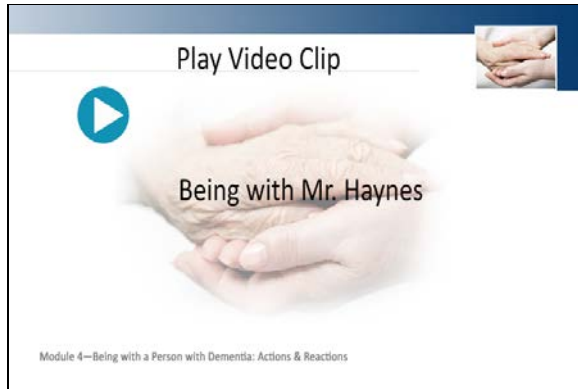 Play Video Clip
Being with Mr. Haynes
Module 4—Being with a Person with Dementia: Actions & Reactions